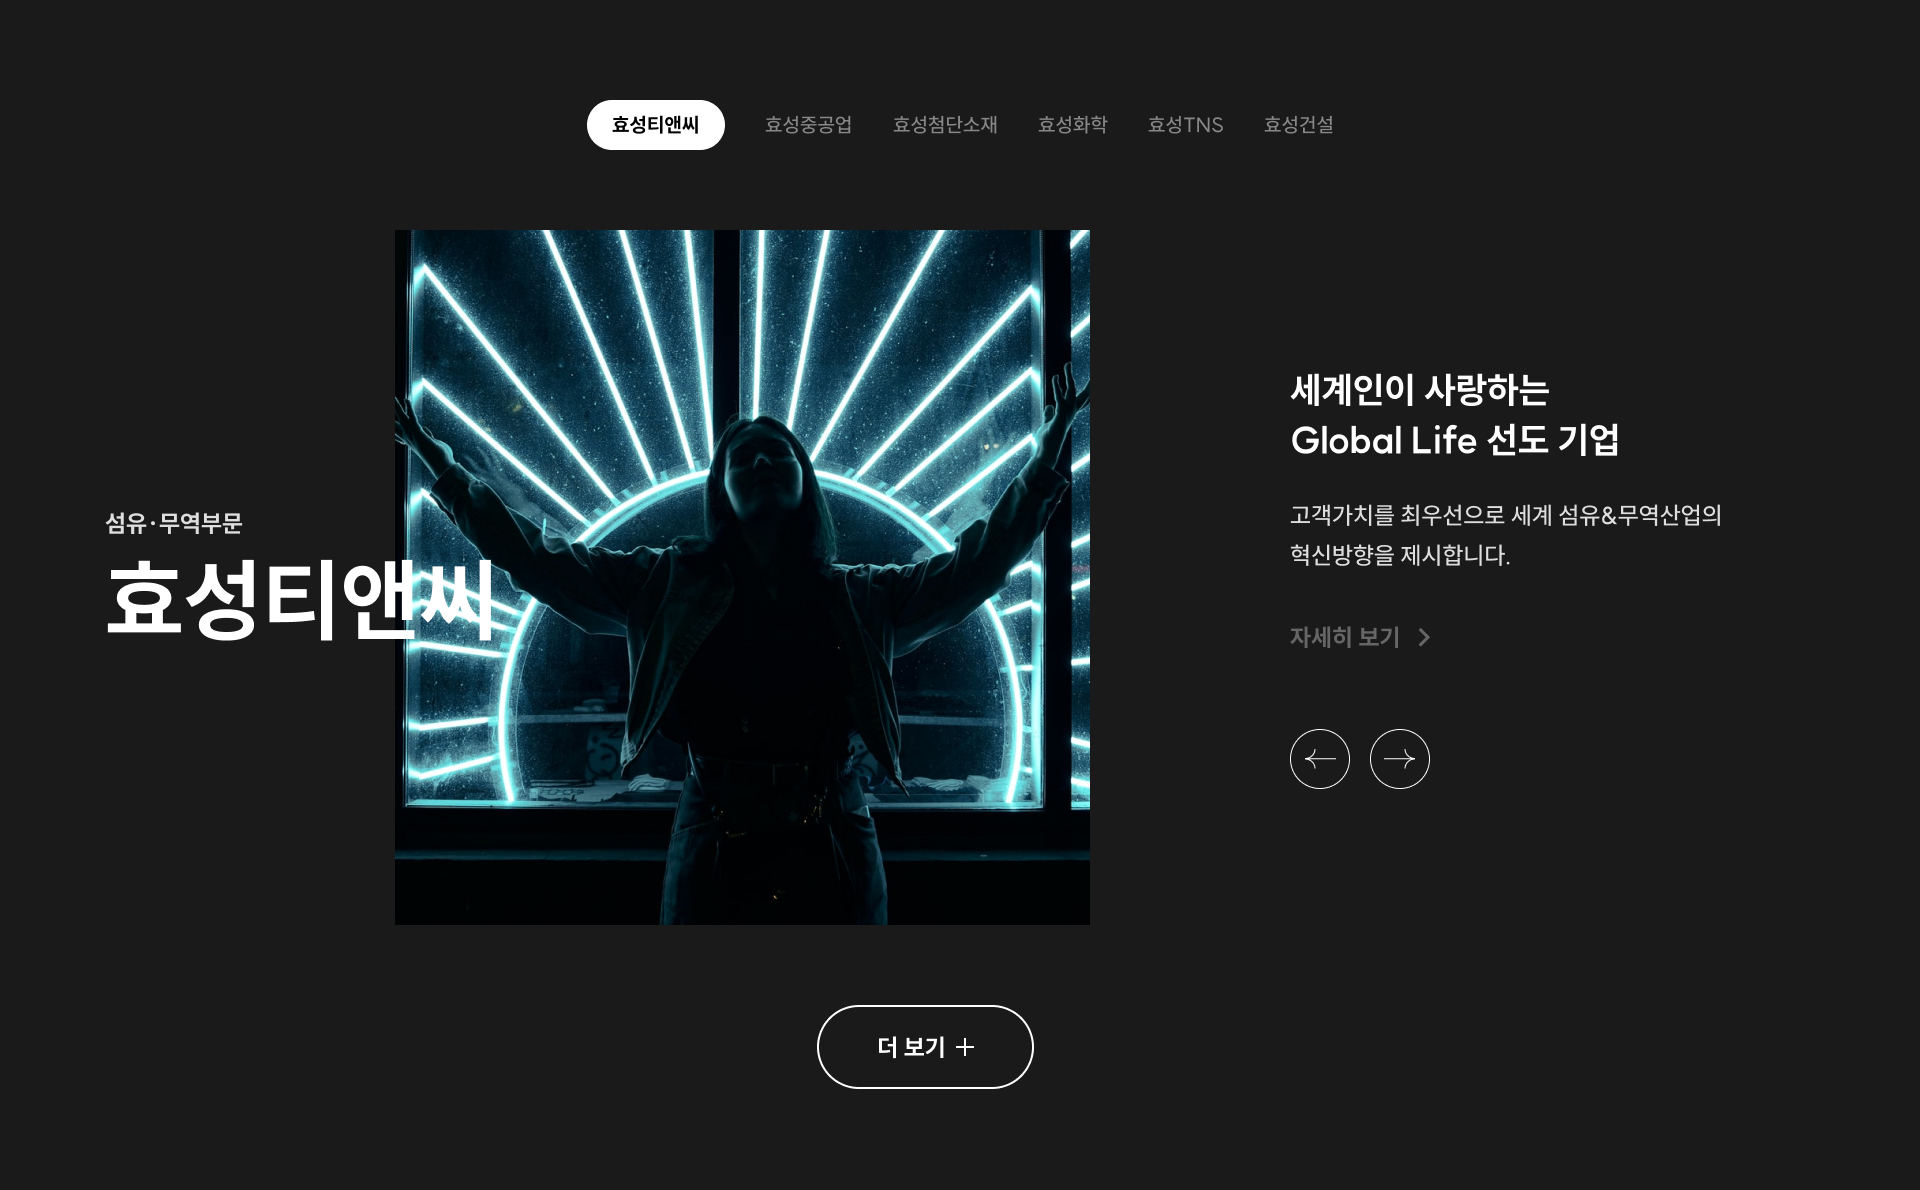 효성티앤씨
효성중공업
효성첨단소재
효성화학
효성TNS
효성건설
섬유·무역부문
효성티앤씨
세계인이 사랑하는
Global Life 선도 기업
고객가치를 최우선으로 세계 섬유&무역산업의
혁신방향을 제시합니다.
자세히 보기
더 보기